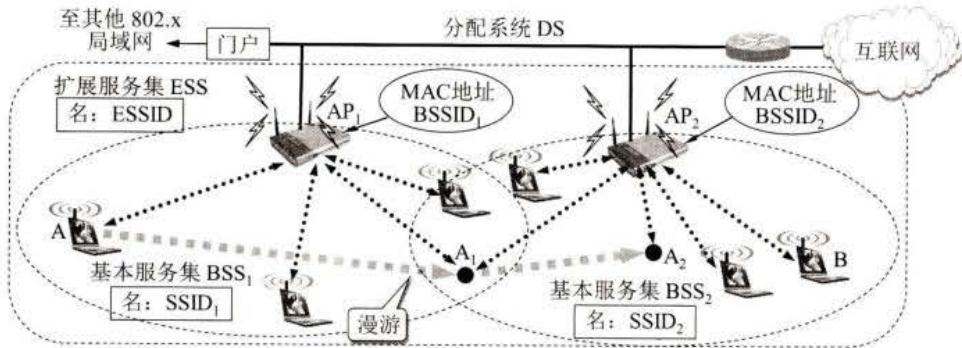 至其他 802.x
局域网
门户
分配系统 DS
互联网
扩展服务集 ESS
名：ESSID
AP₁
MAC地址
BSSID₁
AP₂
MAC地址
BSSID₂
A
A₁
A₂
B
基本服务集 BSS₁
名：SSID₁
漫游
基本服务集 BSS₂
名：SSID₂